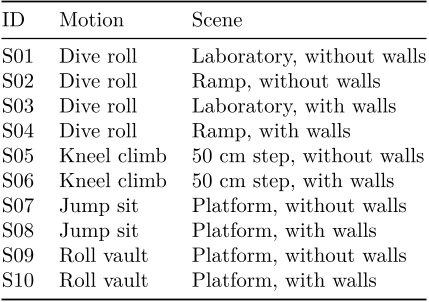 ID Motion Scene
S01 Dive roll Laboratory, without walls
S02 Dive roll Ramp, without walls
S03 Dive roll Laboratory, with walls
S04 Dive roll Ramp, with walls
S05 Kneel climb 50 cm step, without walls
S06 Kneel climb 50 cm step, with walls
S07 Jump sit Platform, without walls
S08 Jump sit Platform, with walls
S09 Roll vault Platform, without walls
S10 Roll vault Platform, with walls